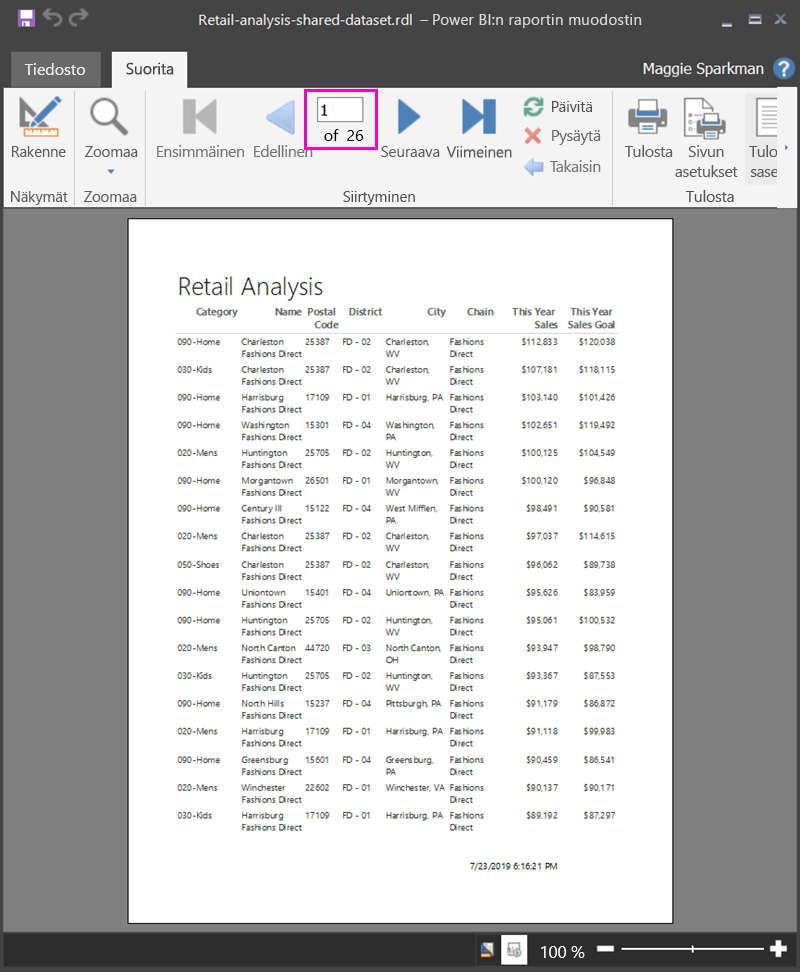 Retail-analysis-shared-dataset.rdl – Power BI:n raportin muodostin
Tiedosto Suorita Maggie Sparkman ?
1
of 26
Päivitä
Pysäytä
Takaisin
Rakenne Zoomaa Ensimmäinen Edellinen Seuraava Viimeinen Tulosta Sivun asetukset Tulo sase
Näkymät Zoomaa Siirtyminen Tulosta
Retail Analysis
Category Name Postal Code District City Chain This Year Sales This Year Sales Goal
090-Home Charleston Fashions Direct 25387 FD - 02 Charleston, WV Fashions Direct $112,833 $120,038
030-Kids Charleston Fashions Direct 25387 FD - 02 Charleston, WV Fashions Direct $107,181 $118,115
090-Home Harrisburg Fashions Direct 17109 FD - 01 Harrisburg, PA Fashions Direct $103,140 $101,426
090-Home Washington Fashions Direct 15301 FD - 04 Washington, PA Fashions Direct $102,651 $119,492
020-Mens Huntington Fashions Direct 25705 FD - 02 Huntington, WV Fashions Direct $100,125 $104,549
090-Home Morgantown Fashions Direct 26501 FD - 01 Morgantown, WV Fashions Direct $100,120 $96,848
090-Home Century III Fashions Direct 15122 FD - 04 West Mifflen, PA Fashions Direct $98,491 $90,581
020-Mens Charleston Fashions Direct 25387 FD - 02 Charleston, WV Fashions Direct $97,037 $114,615
050-Shoes Charleston Fashions Direct 25387 FD - 02 Charleston, WV Fashions Direct $96,062 $89,738
090-Home Uniontown Fashions Direct 15401 FD - 04 Uniontown, PA Fashions Direct $95,626 $83,959
090-Home Huntington Fashions Direct 25705 FD - 02 Huntington, WV Fashions Direct $95,061 $100,532
020-Mens North Canton Fashions Direct 44720 FD - 03 North Canton, OH Fashions Direct $93,947 $98,790
030-Kids Huntington Fashions Direct 25705 FD - 02 Huntington, WV Fashions Direct $93,367 $87,553
090-Home North Hills Fashions Direct 15237 FD - 04 Pittsburgh, PA Fashions Direct $91,179 $86,872
020-Mens Harrisburg Fashions Direct 17109 FD - 01 Harrisburg, PA Fashions Direct $91,118 $99,983
090-Home Greensburg Fashions Direct 15601 FD - 04 Greensburg, PA Fashions Direct $90,459 $86,541
020-Mens Winchester Fashions Direct 22602 FD - 01 Winchester, VA Fashions Direct $90,137 $90,171
030-Kids Harrisburg Fashions Direct 17109 FD - 01 Harrisburg, PA Fashions Direct $89,192 $87,297
7/23/2019 6:16:21 PM
100 %